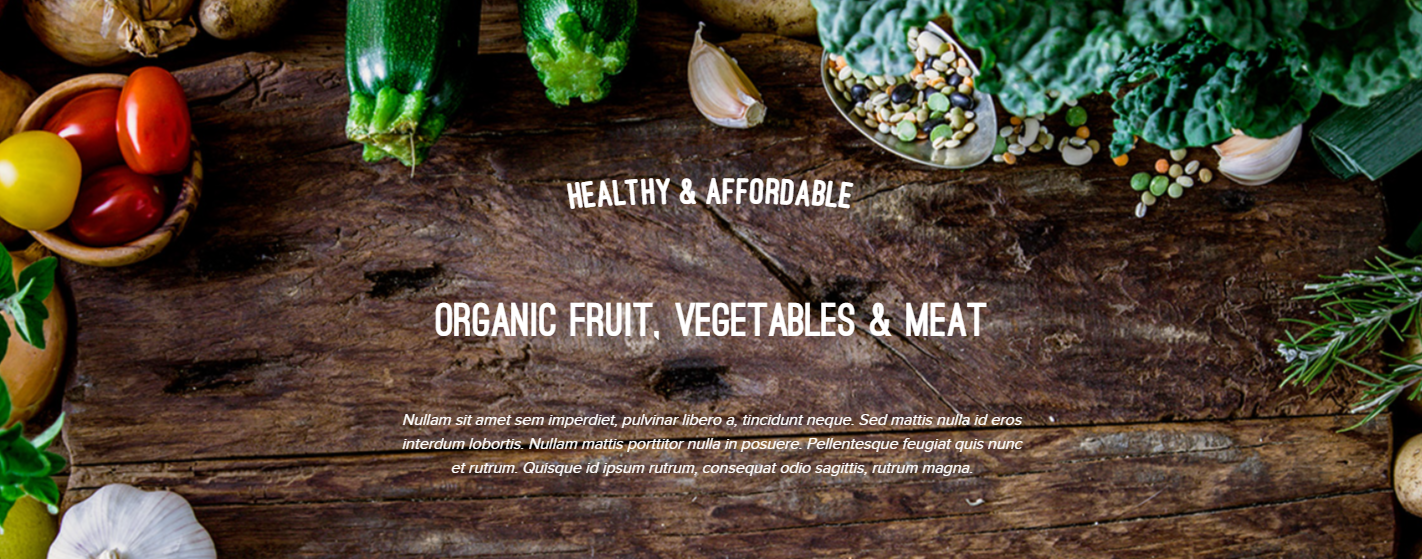 HEALTHY & AFFORDABLE
ORGANIC FRUIT, VEGETABLES & MEAT
Nullam sit amet sem imperdiet, pulvinar libero a, tincidunt neque. Sed mattis nulla id eros
interdum lobortis. Nullam mattis porttitor nulla in posuere. Pellentesque feugiat quis nunc
et rutrum. Quisque id ipsum rutrum, consequat odio sagittis, rutrum magna.